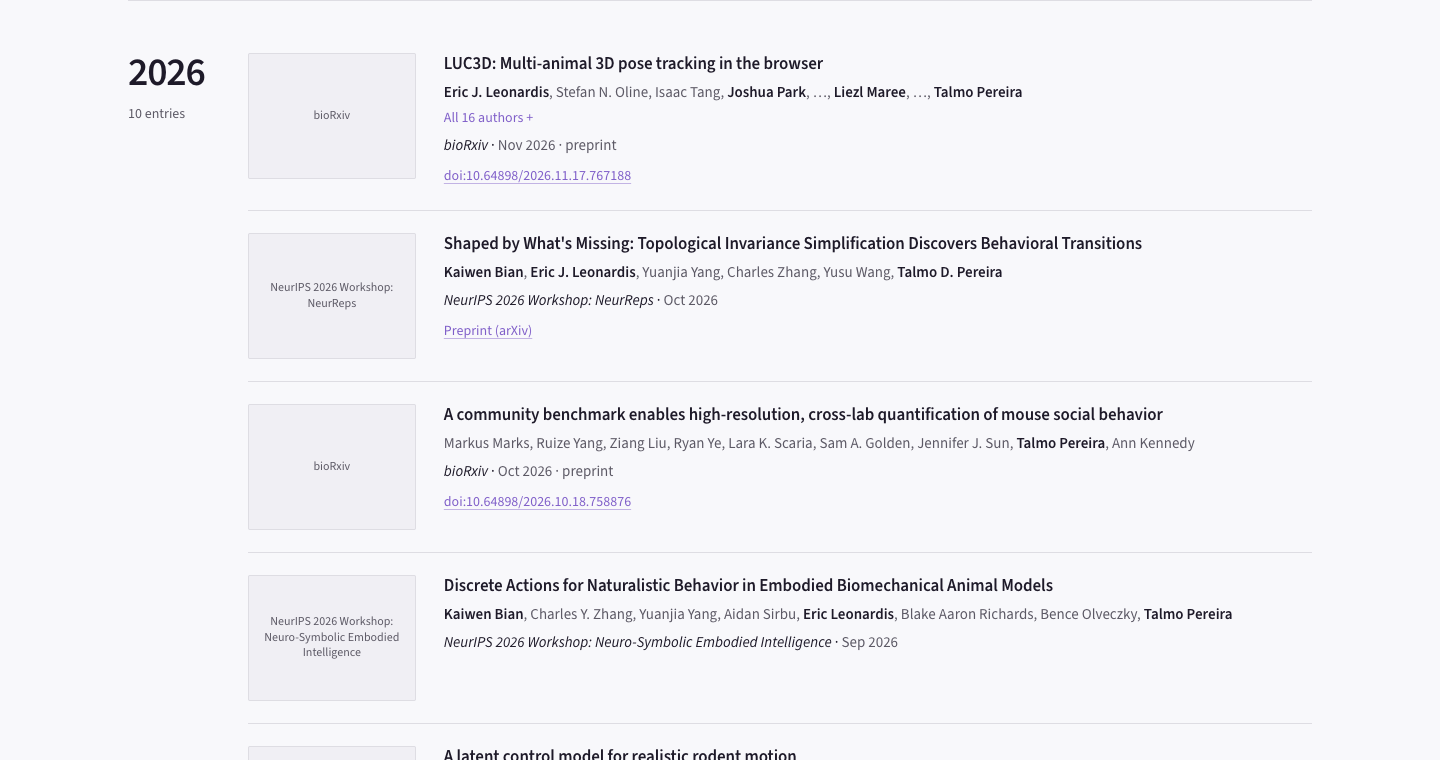 2026
10 entries
bioRxiv
LUC3D: Multi-animal 3D pose tracking in the browser
Eric J. Leonardis, Stefan N. Oline, Isaac Tang, Joshua Park, …, Liezl Maree, …, Talmo Pereira
All 16 authors +
bioRxiv · Nov 2026 · preprint
doi:10.64898/2026.11.17.767188
NeurIPS 2026 Workshop:
NeurReps
Shaped by What's Missing: Topological Invariance Simplification Discovers Behavioral Transitions
Kaiwen Bian, Eric J. Leonardis, Yuanjia Yang, Charles Zhang, Yusu Wang, Talmo D. Pereira
NeurIPS 2026 Workshop: NeurReps · Oct 2026
Preprint (arXiv)
bioRxiv
A community benchmark enables high-resolution, cross-lab quantification of mouse social behavior
Markus Marks, Ruize Yang, Ziang Liu, Ryan Ye, Lara K. Scaria, Sam A. Golden, Jennifer J. Sun, Talmo Pereira, Ann Kennedy
bioRxiv · Oct 2026 · preprint
doi:10.64898/2026.10.18.758876
NeurIPS 2026 Workshop:
Neuro-Symbolic Embodied
Intelligence
Discrete Actions for Naturalistic Behavior in Embodied Biomechanical Animal Models
Kaiwen Bian, Charles Y. Zhang, Yuanjia Yang, Aidan Sirbu, Eric Leonardis, Blake Aaron Richards, Bence Olveczky, Talmo Pereira
NeurIPS 2026 Workshop: Neuro-Symbolic Embodied Intelligence · Sep 2026
A latent control model for realistic rodent motion